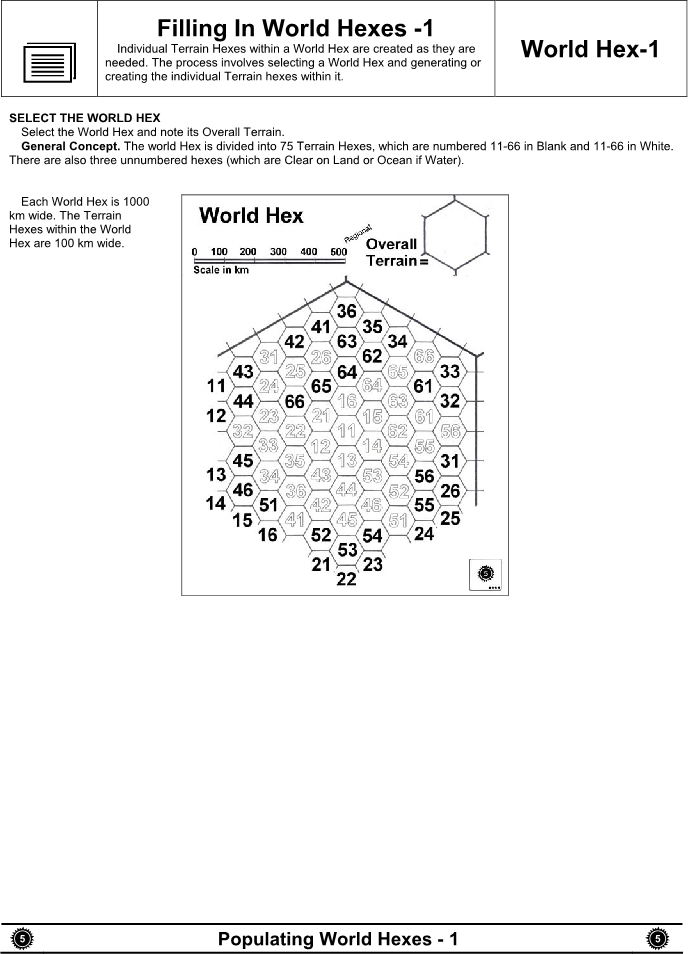 Filling In World Hexes -1
Individual Terrain Hexes within a World Hex are created as they are
needed. The process involves selecting a World Hex and generating or
creating the individual Terrain hexes within it.
World Hex-1
SELECT THE WORLD HEX
Select the World Hex and note its Overall Terrain.
General Concept. The world Hex is divided into 75 Terrain Hexes, which are numbered 11-66 in Blank and 11-66 in White.
There are also three unnumbered hexes (which are Clear on Land or Ocean if Water).
Each World Hex is 1000
km wide. The Terrain
Hexes within the World
Hex are 100 km wide.
World Hex
Regional
0 100 200 300 400 500
Scale in km
Overall
Terrain =
36
41 35
42 63 34
31 26 62 66
43 25 64 65 33
11 24 65 64 61
44 66 16 63 32
12 23 21 15 61
32 22 11 62 56
33 12 14 55
45 35 13 54 31
13 34 43 53 56
46 36 44 52 26
14 51 42 46 55
15 41 45 51 25
16 52 54 24
53
21 23
22
5
5
Populating World Hexes - 1
5